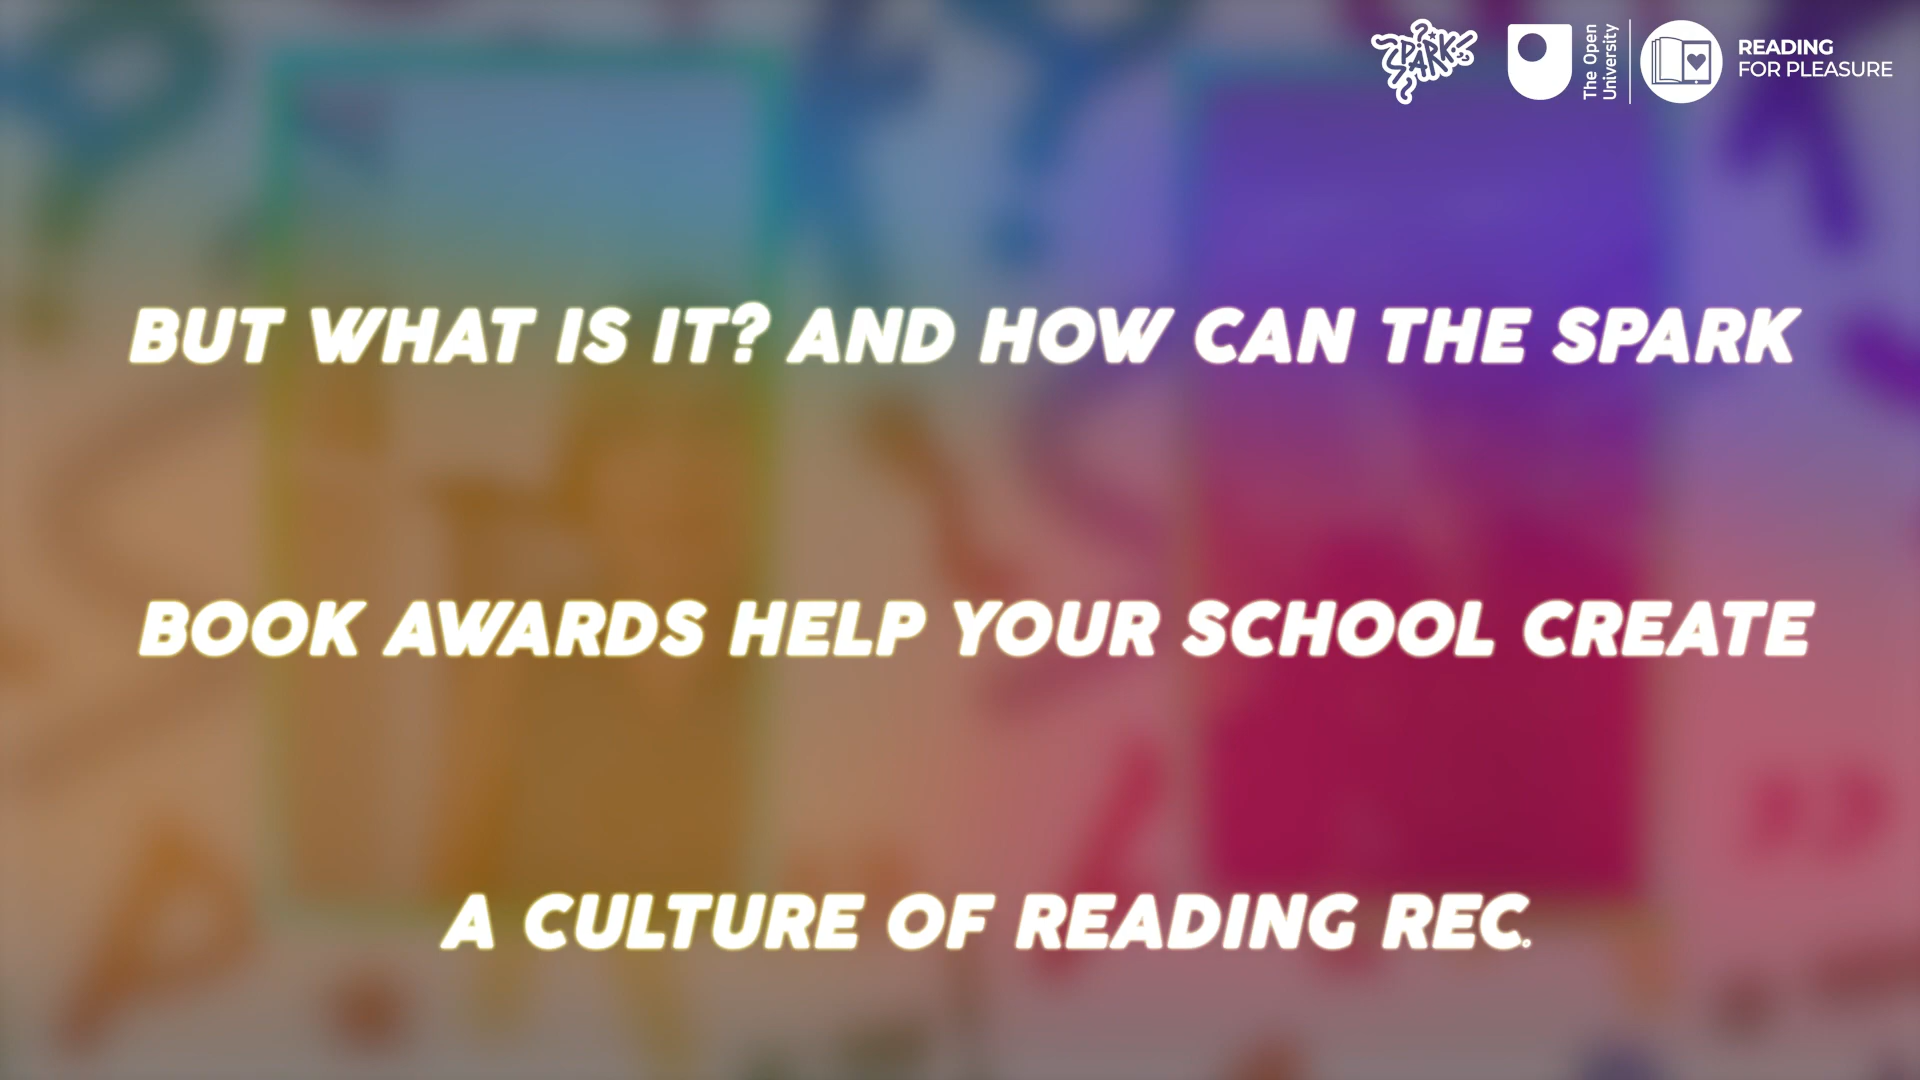 SPARK!
The Open
University
READING
FOR PLEASURE
BUT WHAT IS IT? AND HOW CAN THE SPARK
BOOK AWARDS HELP YOUR SCHOOL CREATE
A CULTURE OF READING REC.